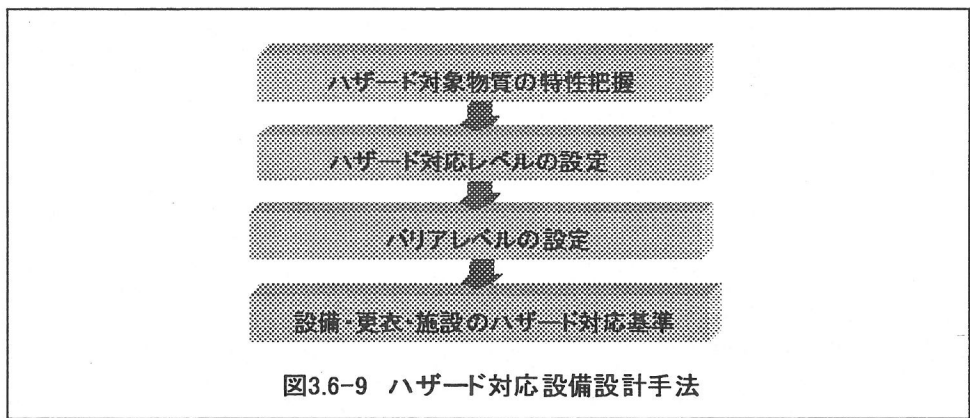 ハザード対象物質の特性把握
ハザード対応レベルの設定
バリアレベルの設定
設備・更衣・施設のハザード対応基準
図3.6-9 ハザード対応設備設計手法